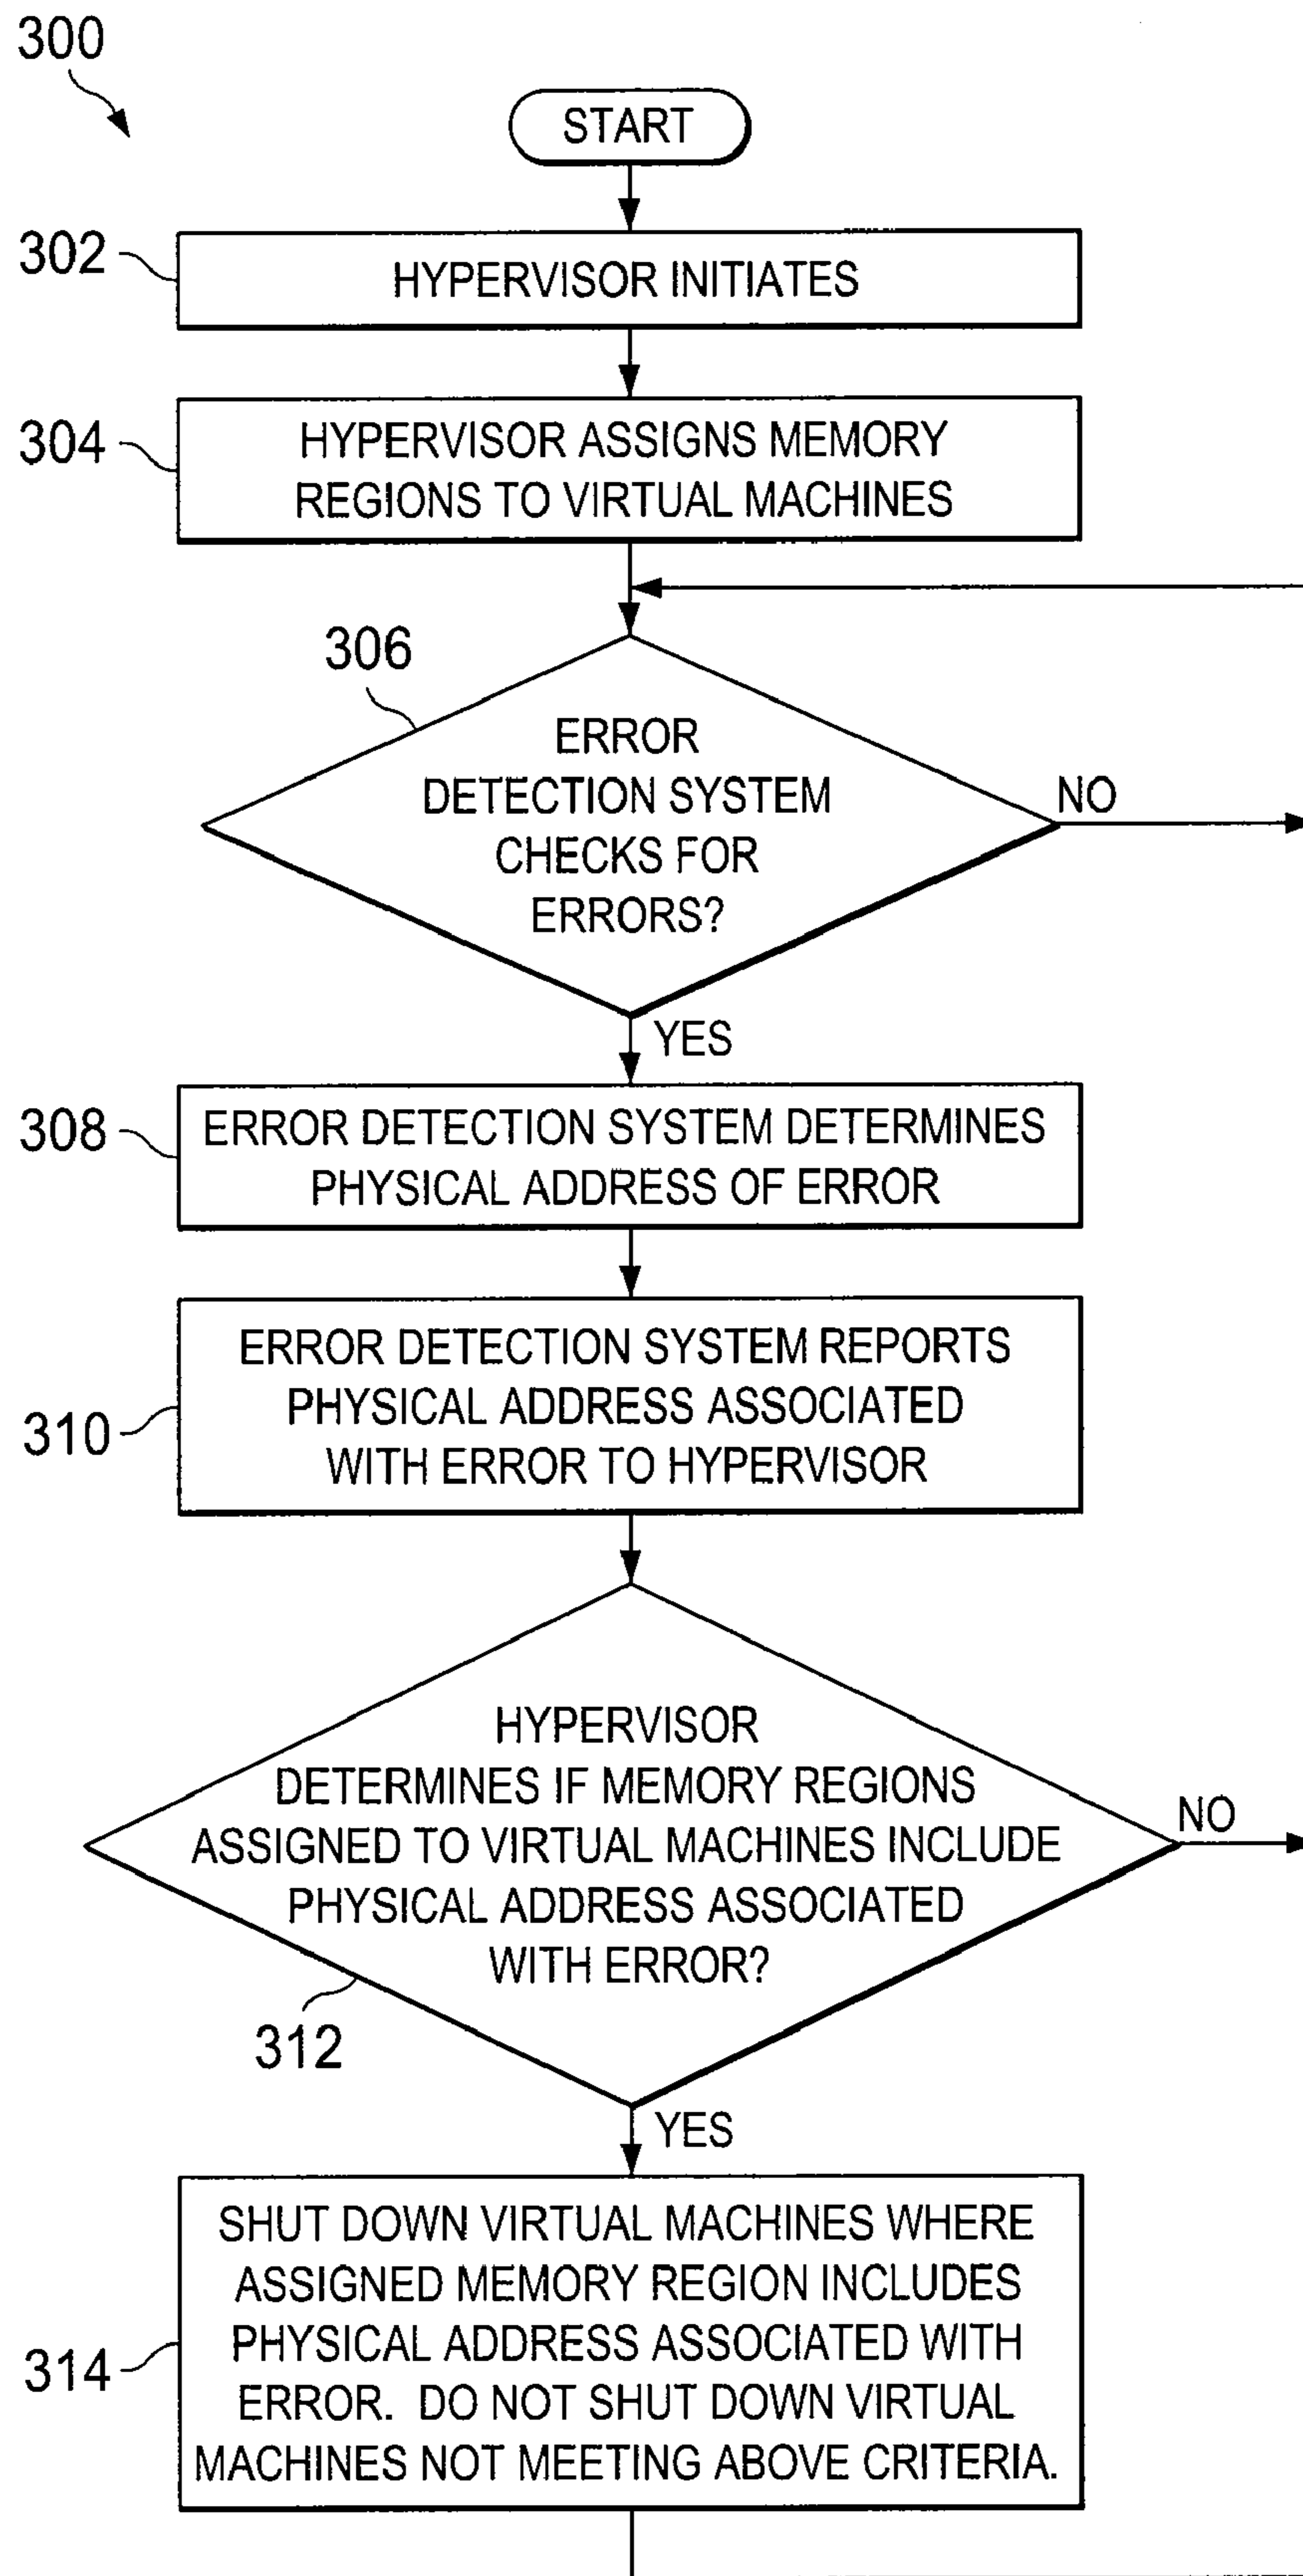 300
START
302
HYPERVISOR INITIATES
304
HYPERVISOR ASSIGNS MEMORY
REGIONS TO VIRTUAL MACHINES
306
ERROR
DETECTION SYSTEM
CHECKS FOR
ERRORS?
NO
YES
308
ERROR DETECTION SYSTEM DETERMINES
PHYSICAL ADDRESS OF ERROR
310
ERROR DETECTION SYSTEM REPORTS
PHYSICAL ADDRESS ASSOCIATED
WITH ERROR TO HYPERVISOR
HYPERVISOR
DETERMINES IF MEMORY REGIONS
ASSIGNED TO VIRTUAL MACHINES INCLUDE
PHYSICAL ADDRESS ASSOCIATED
WITH ERROR?
NO
312
YES
314
SHUT DOWN VIRTUAL MACHINES WHERE
ASSIGNED MEMORY REGION INCLUDES
PHYSICAL ADDRESS ASSOCIATED WITH
ERROR. DO NOT SHUT DOWN VIRTUAL
MACHINES NOT MEETING ABOVE CRITERIA.